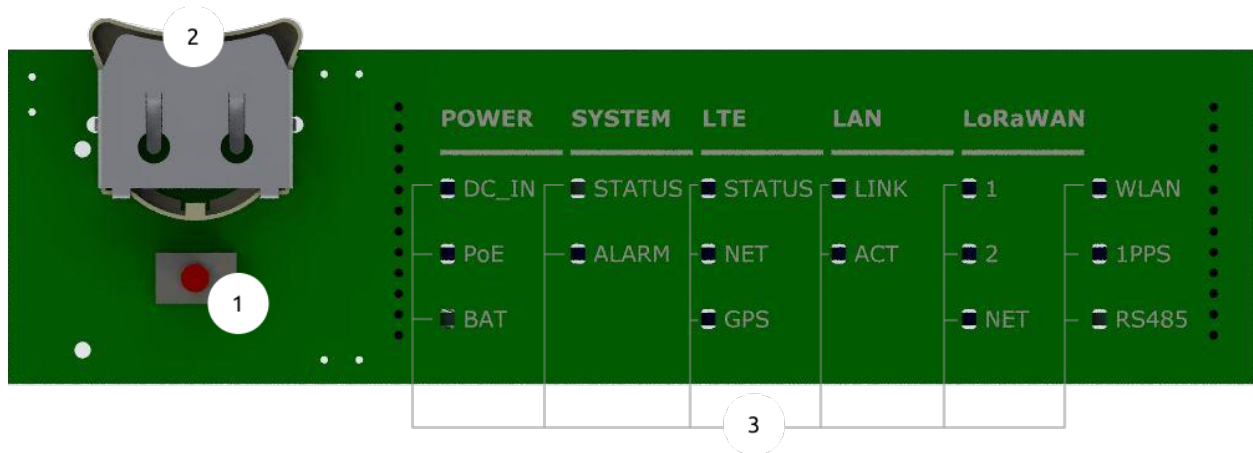 2
POWER SYSTEM LTE LAN LoRaWAN
DC_IN STATUS STATUS LINK 1 WLAN
PoE ALARM NET ACT 2 1PPS
1
BAT GPS NET RS485
3